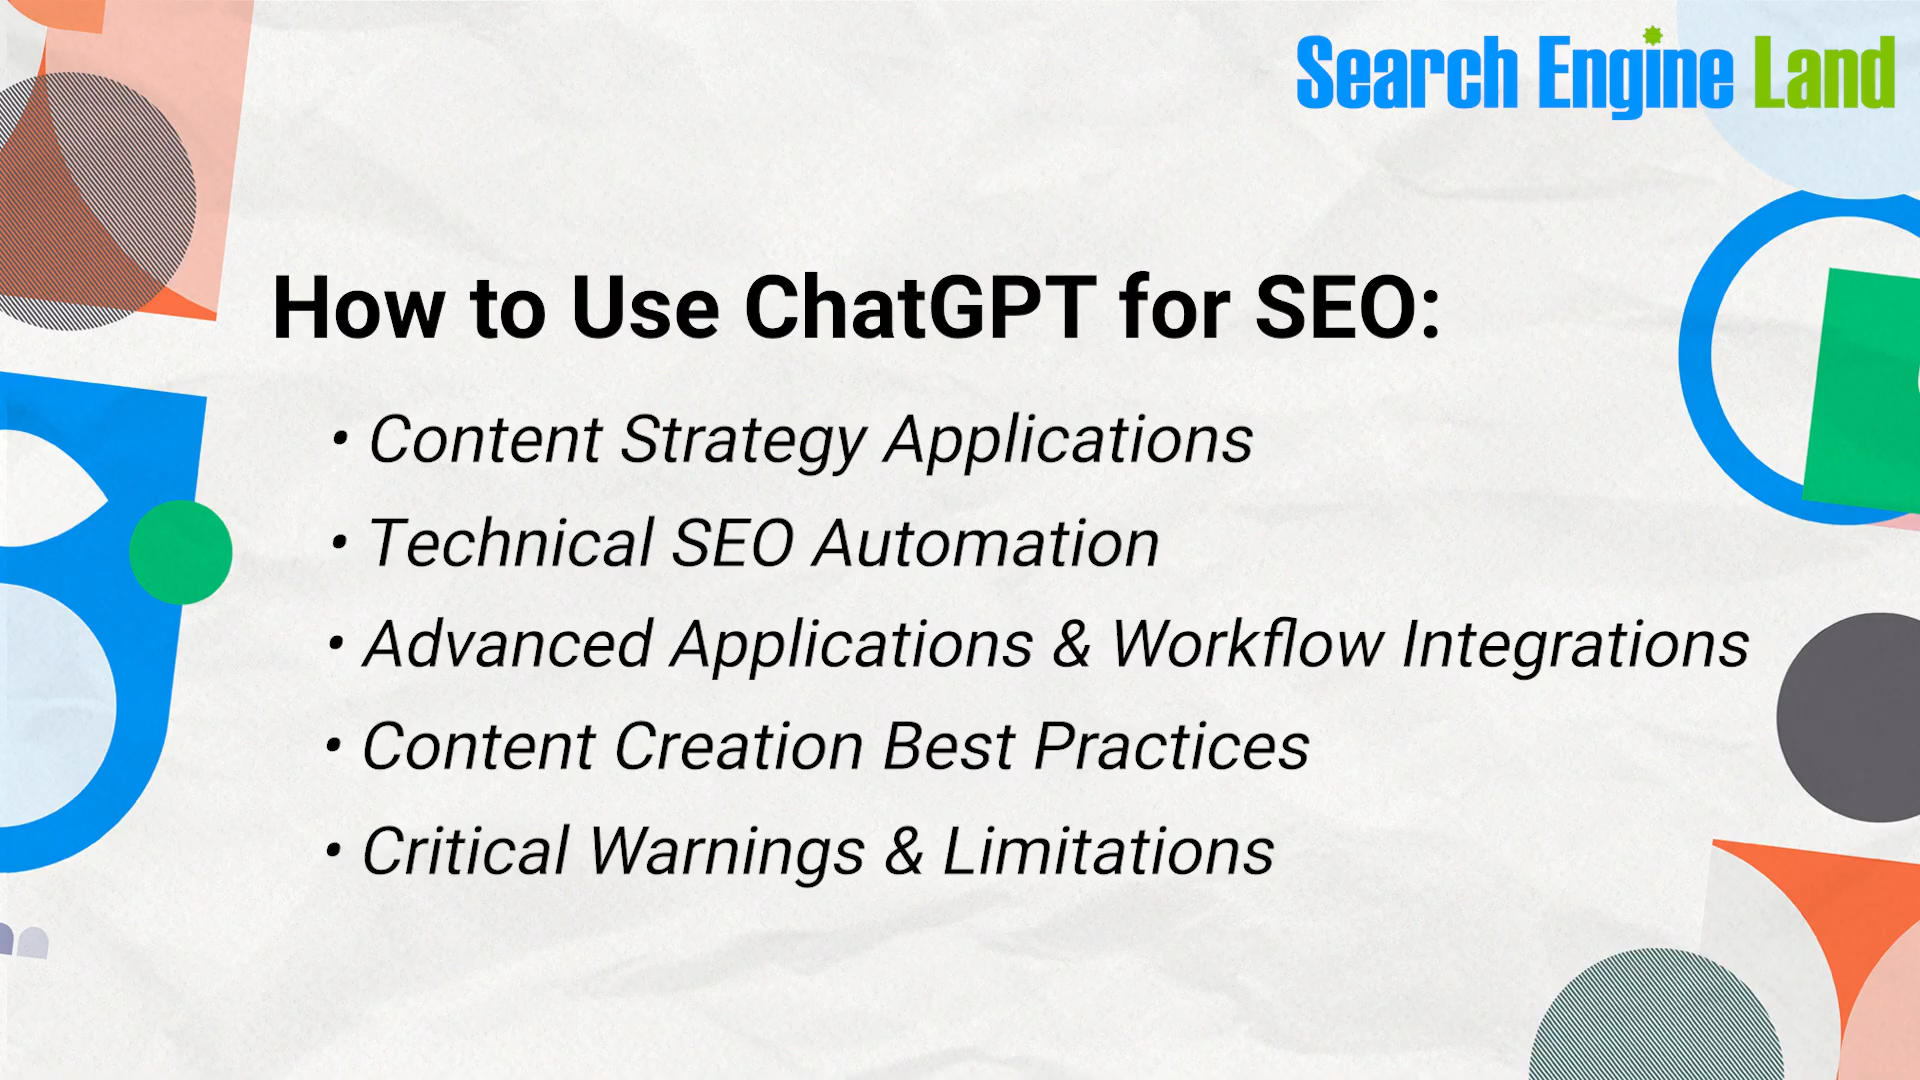 Search Engine Land
How to Use ChatGPT for SEO:
• Content Strategy Applications
• Technical SEO Automation
• Advanced Applications & Workflow Integrations
• Content Creation Best Practices
• Critical Warnings & Limitations